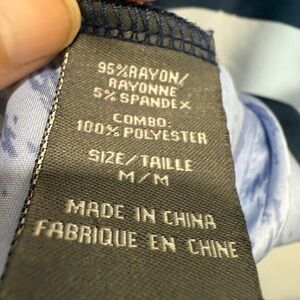 95%RAYON/
RAYONNE
5% SPANDEX
COMBO:
100% POLYESTER
SIZE/TAILLE
M/M
MADE IN CHINA
FABRIQUE EN CHINE